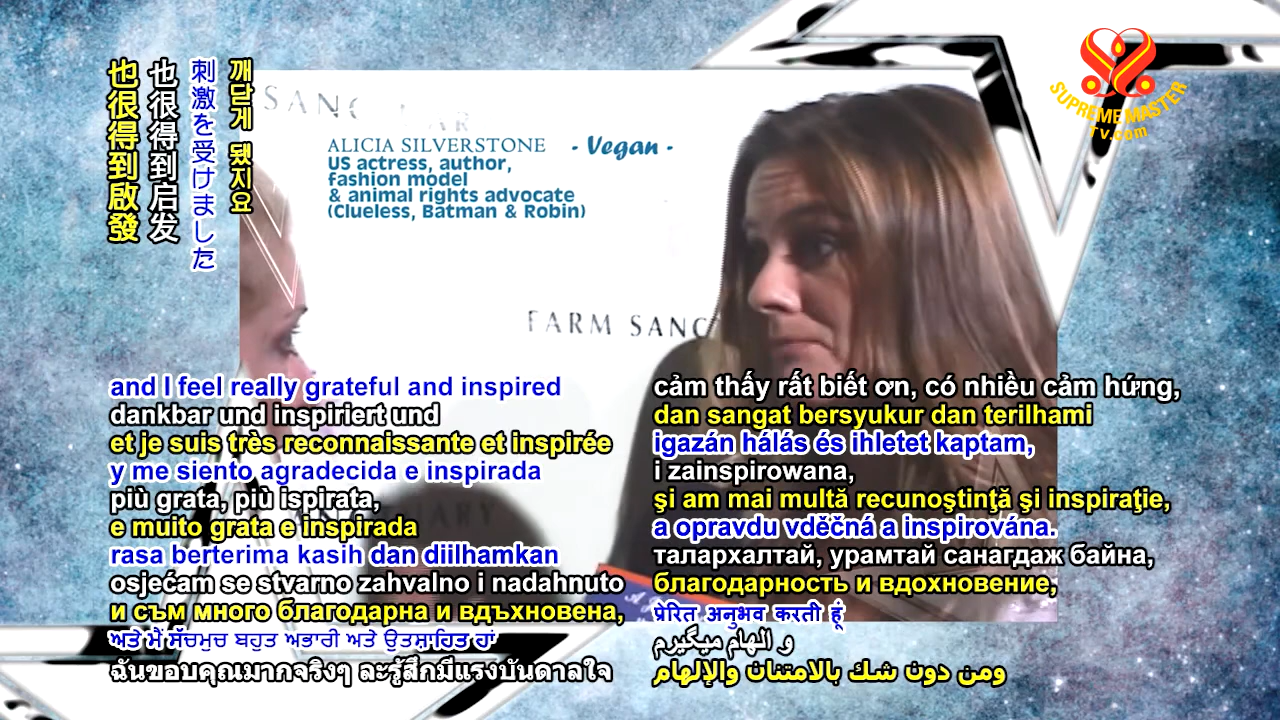 깨닫게 됐지요
刺激を受けました
也很得到启发
也很得到啟發
SANC
AR
ALICIA SILVERSTONE - Vegan -
US actress, author,
fashion model
& animal rights advocate
(Clueless, Batman & Robin)
SUPREME MASTER
TV.com
FARM SANC
ARY
and I feel really grateful and inspired
dankbar und inspiriert und
et je suis très reconnaissante et inspirée
y me siento agradecida e inspirada
più grata, più ispirata,
e muito grata e inspirada
rasa berterima kasih dan diilhamkan
osjećam se stvarno zahvalno i nadahnuto
и съм много благодарна и вдъхновена,
ਅਤੇ ਮੈਂ ਸੱਚਮੁਚ ਬਹੁਤ ਅਭਾਰੀ ਅਤੇ ਉਤਸ਼ਾਹਿਤ ਹਾਂ
ฉันขอบคุณมากจริงๆ ละรู้สึกมีแรงบันดาลใจ
cảm thấy rất biết ơn, có nhiều cảm hứng,
dan sangat bersyukur dan terilhami
igazán hálás és ihletet kaptam,
i zainspirowana,
şi am mai multă recunoştinţă şi inspiraţie,
a opravdu vděčná a inspirována.
талархалтай, урамтай санагдаж байна,
благодарность и вдохновение,
प्रेरित अनुभव करती हूं
و الهام میگیرم
ومن دون شك بالامتنان والإلهام